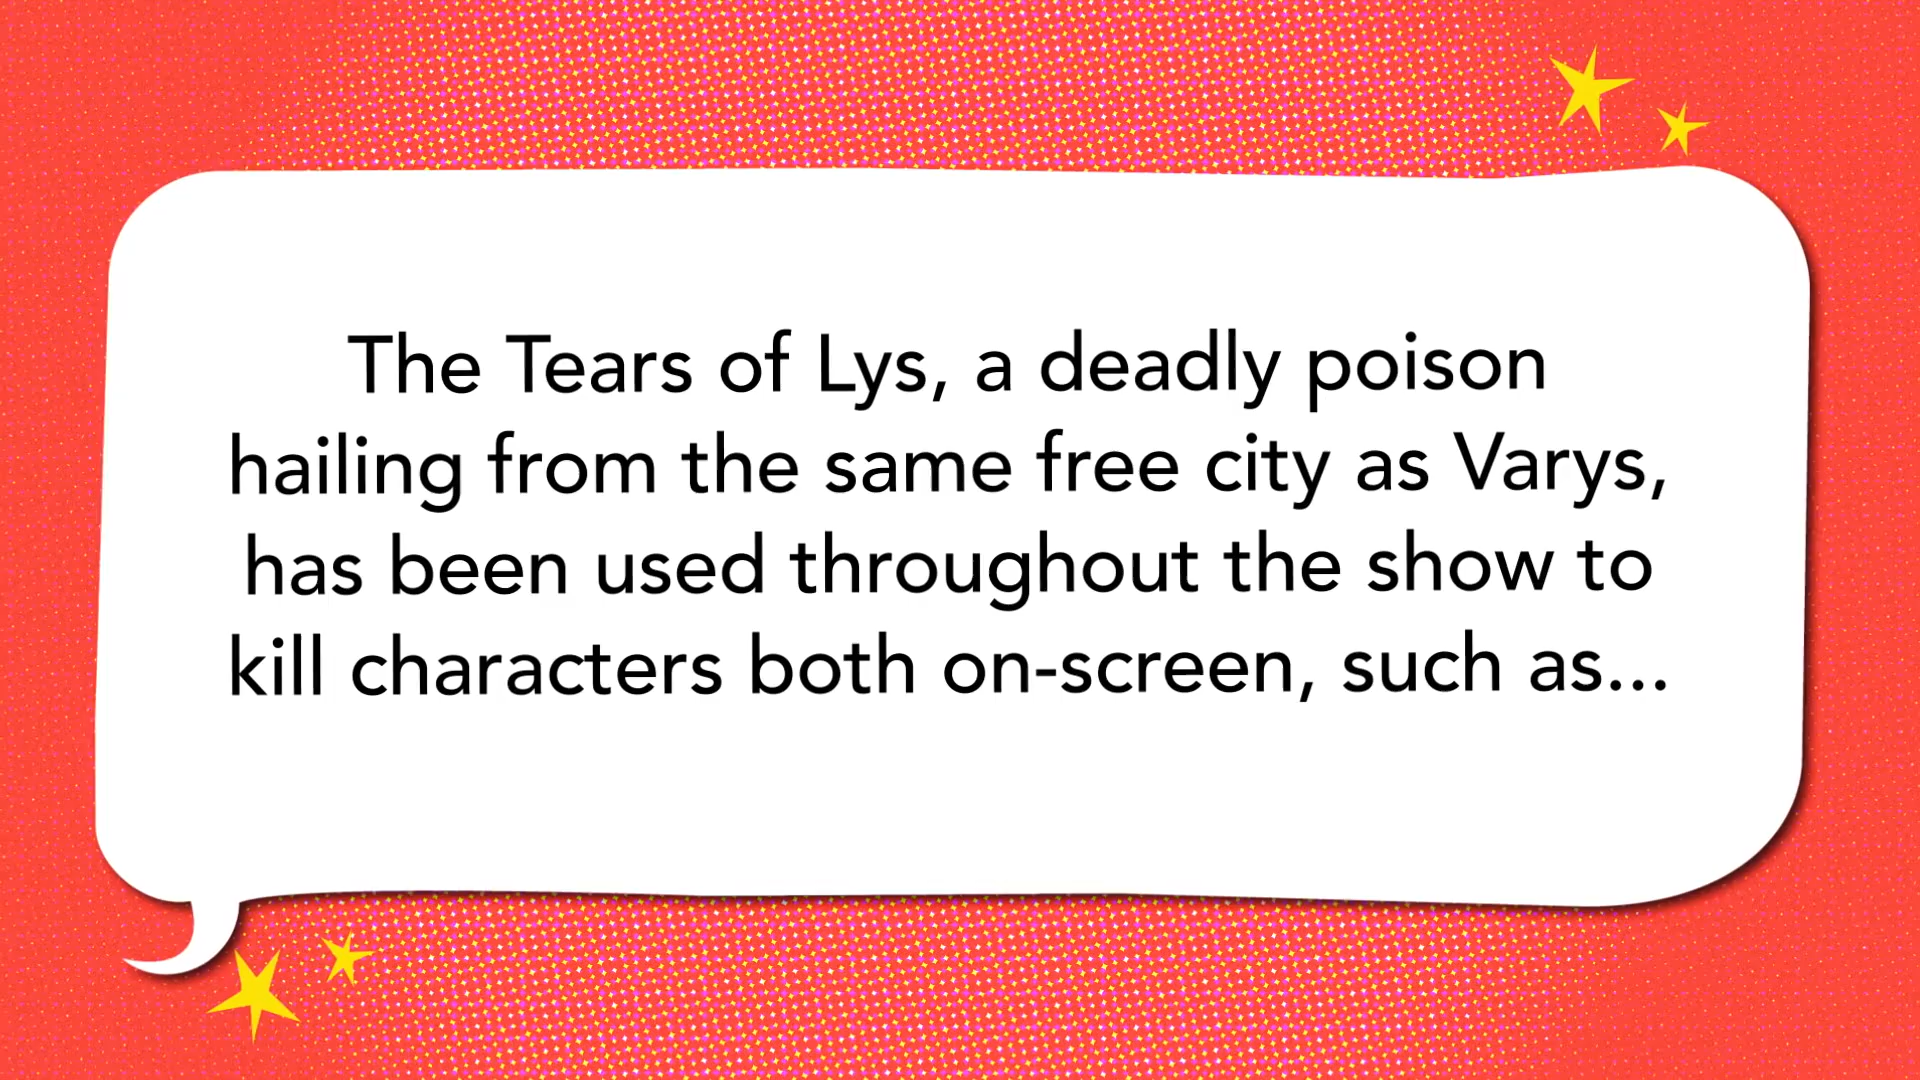 The Tears of Lys, a deadly poison
hailing from the same free city as Varys,
has been used throughout the show to
kill characters both on-screen, such as...